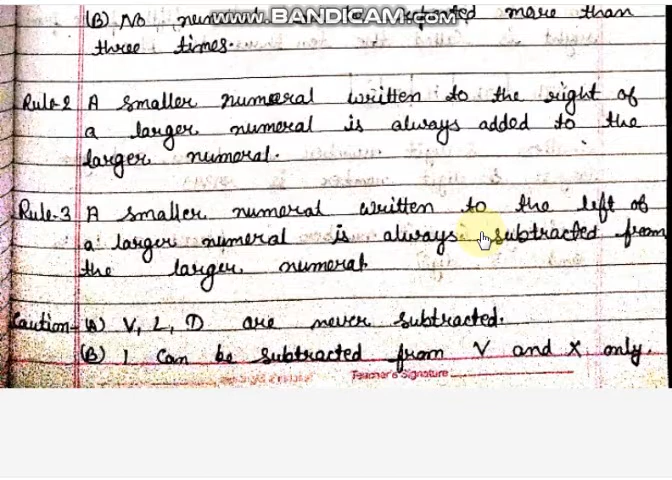 www.BANDICAM.com
(B) No repeated more than
three times.
Rule-2 A smaller numeral written to the right of
a larger numeral is always added to the
larger numeral.
Rule-3 A smaller numeral written to the left of
a larger numeral is always subtracted from
the larger numeral.
Caution- (A) V, L, D are never subtracted.
(B) I can be subtracted from V and X only.
Teacher's Signature